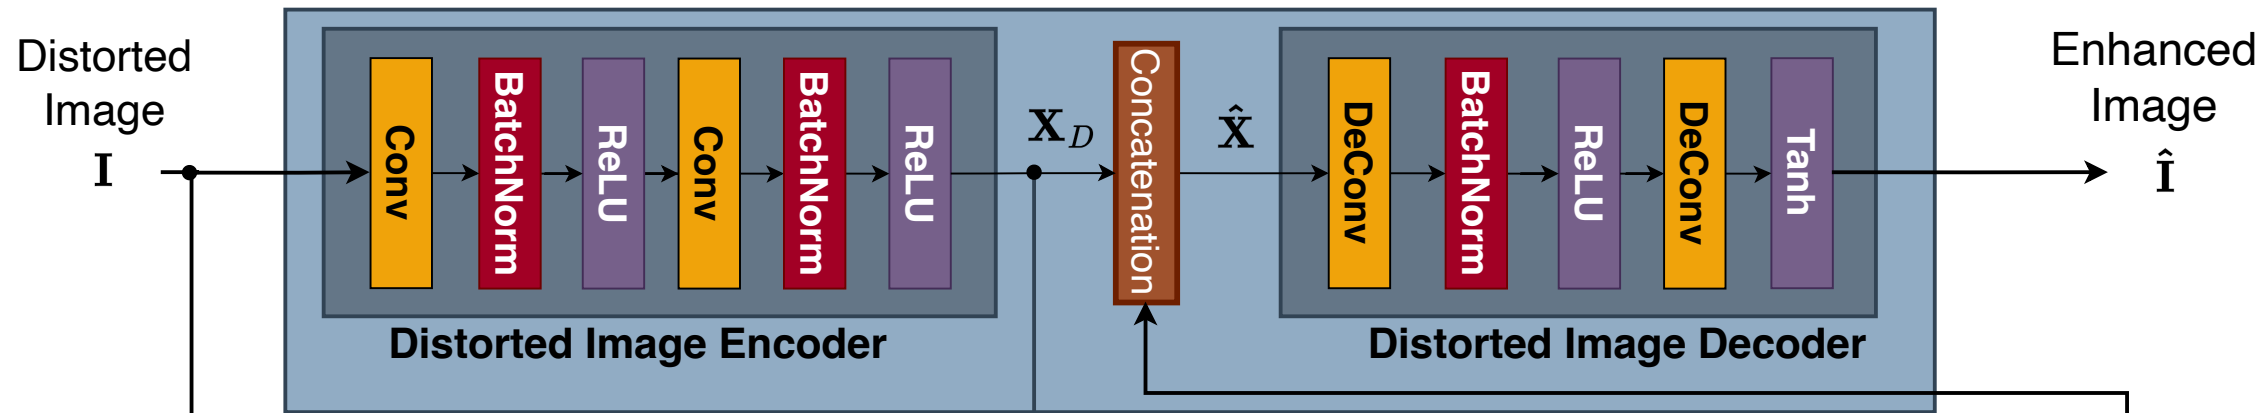 Distorted
Image
I
Conv
BatchNorm
ReLU
Conv
BatchNorm
ReLU
X_D
Concatenation
X̂
DeConv
BatchNorm
ReLU
DeConv
Tanh
Enhanced
Image
Î
Distorted Image Encoder
Distorted Image Decoder